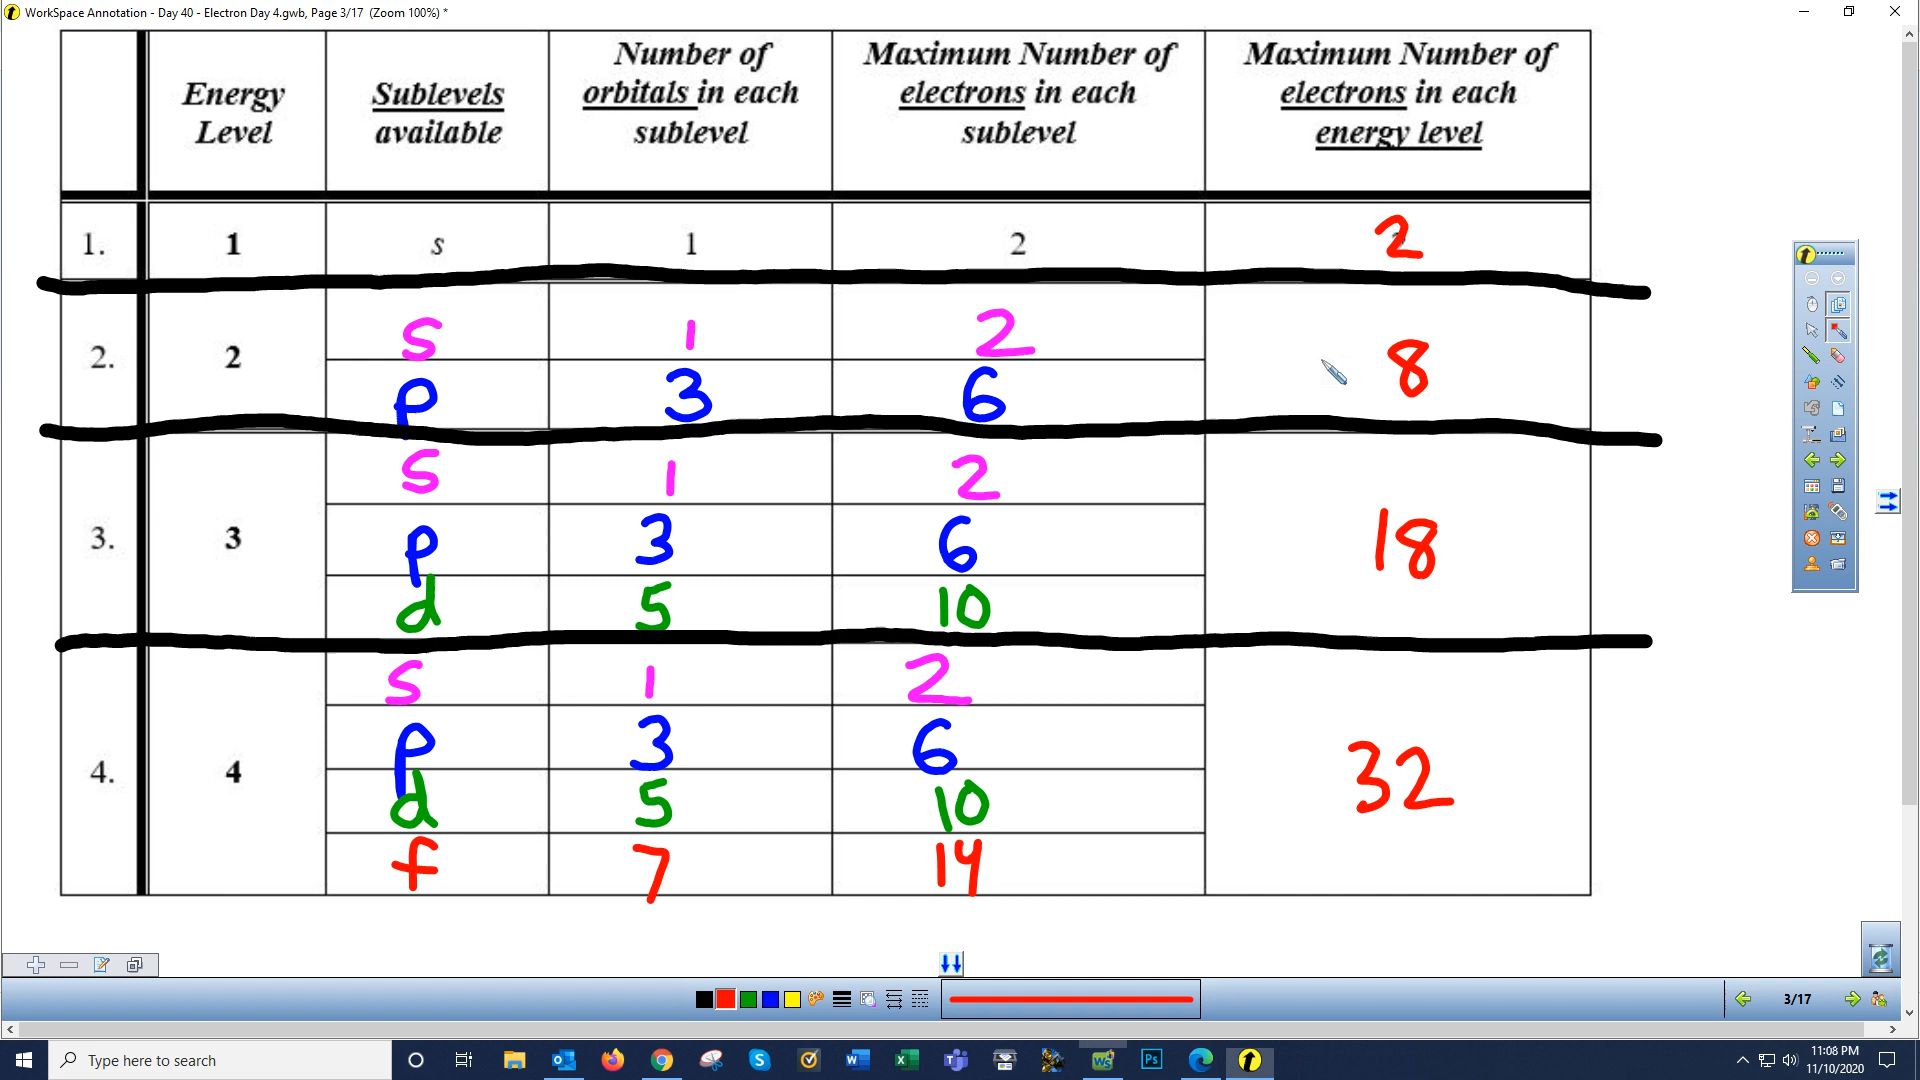 WorkSpace Annotation - Day 40 - Electron Day 4.gwb, Page 3/17 (Zoom 100%) *
Energy Level
Sublevels available
Number of orbitals in each sublevel
Maximum Number of electrons in each sublevel
Maximum Number of electrons in each energy level
1. 1 s 1 2 2
2. 2 s 1 2 8
p 3 6
3. 3 s 1 2 18
p 3 6
d 5 10
4. 4 s 1 2 32
p 3 6
d 5 10
f 7 14
3/17
Type here to search
11:08 PM
11/10/2020